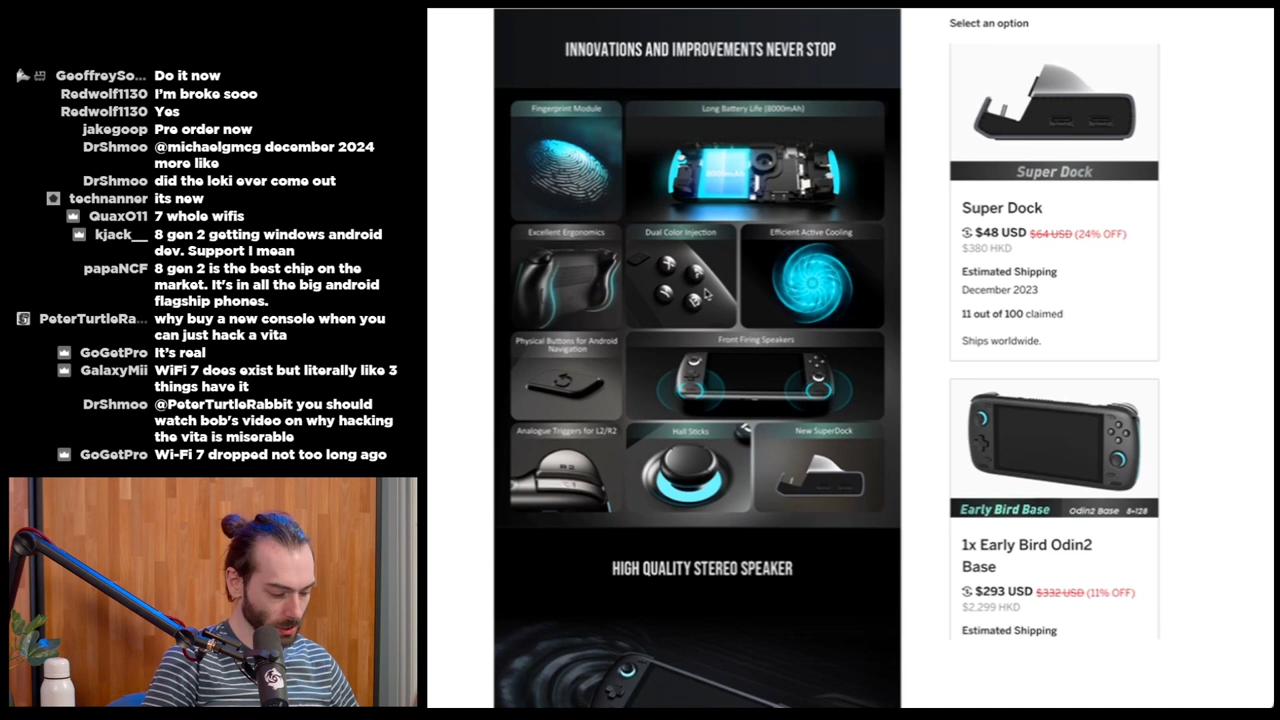 GeoffreySo... Do it now
Redwolf1130 I'm broke sooo
Redwolf1130 Yes
jakegoop Pre order now
DrShmoo @michaelgmcg december 2024
more like
DrShmoo did the loki ever come out
technanner its new
QuaxO11 7 whole wifis
kjack__ 8 gen 2 getting windows android
dev. Support I mean
papaNCF 8 gen 2 is the best chip on the
market. It's in all the big android
flagship phones.
PeterTurtleRa... why buy a new console when you
can just hack a vita
GoGetPro It's real
GalaxyMii WiFi 7 does exist but literally like 3
things have it
DrShmoo @PeterTurtleRabbit you should
watch bob's video on why hacking
the vita is miserable
GoGetPro Wi-Fi 7 dropped not too long ago
INNOVATIONS AND IMPROVEMENTS NEVER STOP
Fingerprint Module
Long Battery Life (8000mAh)
8000mAh
Excellent Ergonomics
Dual Color Injection
Efficient Active Cooling
Physical Buttons for Android
Navigation
Front Firing Speakers
Analogue Triggers for L2/R2
R2
Hall Sticks
New SuperDock
HIGH QUALITY STEREO SPEAKER
Select an option
Super Dock
Super Dock
$48 USD $64 USD (24% OFF)
$380 HKD
Estimated Shipping
December 2023
11 out of 100 claimed
Ships worldwide.
Early Bird Base Odin2 Base 8+128
1x Early Bird Odin2
Base
$293 USD $332 USD (11% OFF)
$2,299 HKD
Estimated Shipping